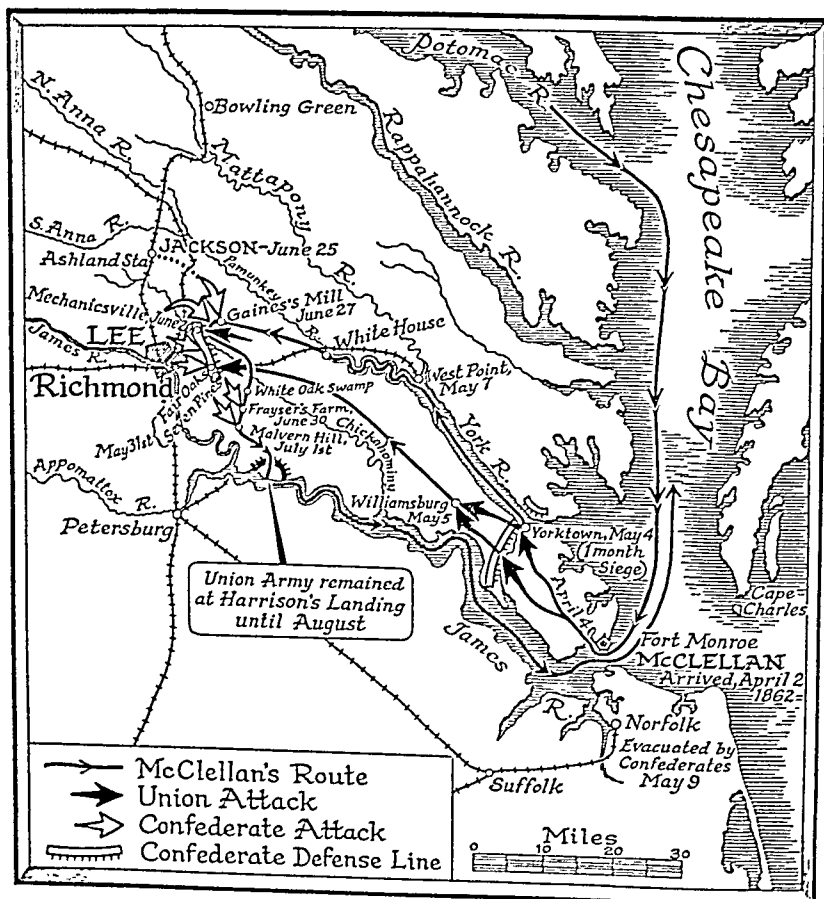 Potomac R.
Chesapeake Bay
N. Anna R.
Bowling Green
Rappahannock R.
Mattapony R.
S. Anna R.
JACKSON-June 25
Ashland Sta.
Pamunkey R.
Gaines's Mill
June 27
Mechanicsville June
LEE
White House
James R.
Richmond
West Point,
May 7
Fair Oaks
Seven Pines
May 31st
White Oak Swamp
Frayser's Farm,
June 30
Malvern Hill,
July 1st
Chickahominy
York R.
Appomattox R.
Williamsburg
May 5
Petersburg
Yorktown, May 4
(1 month
Siege)
April 4
Union Army remained
at Harrison's Landing
until August
Cape
Charles
James R.
Fort Monroe
McCLELLAN
Arrived, April 2
1862
Norfolk
Evacuated by
Confederates
May 9
Suffolk
McClellan's Route
Union Attack
Confederate Attack
Confederate Defense Line
Miles
0 10 20 30